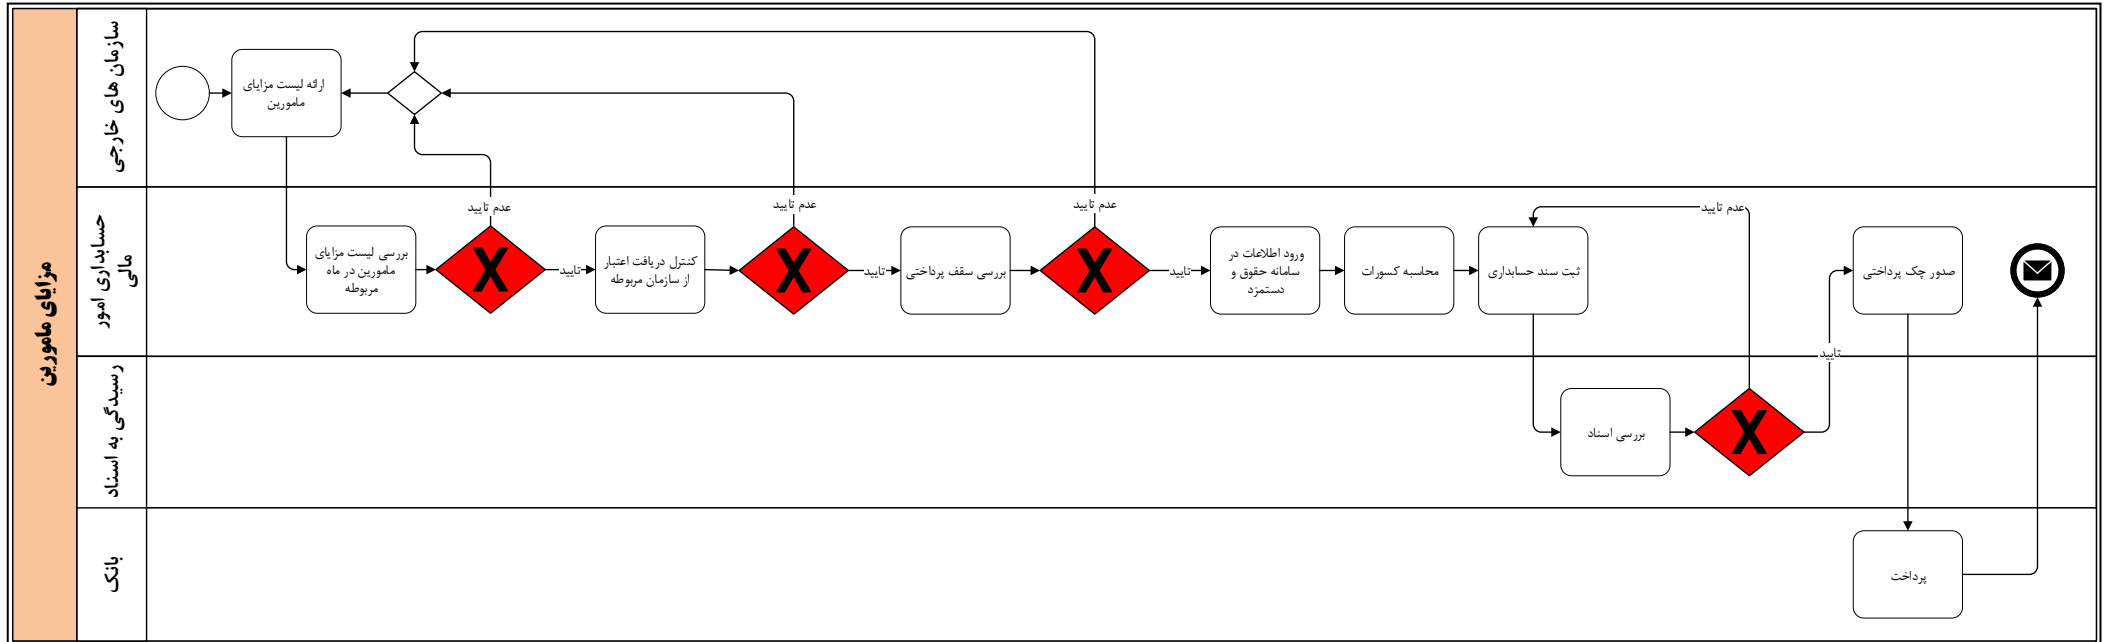 مزایای مامورین
سازمان های خارجی
ارائه لیست مزایای
مامورین
حسابداری امور
مالی
بررسی لیست مزایای
مامورین در ماه
مربوطه
X
عدم تایید
تایید
کنترل دریافت اعتبار
از سازمان مربوطه
X
عدم تایید
تایید
بررسی سقف پرداختی
X
عدم تایید
تایید
ورود اطلاعات در
سامانه حقوق و
دستمزد
محاسبه کسورات
ثبت سند حسابداری
عدم تایید
صدور چک پرداختی
رسیدگی به اسناد
بررسی اسناد
X
تایید
بانک
پرداخت